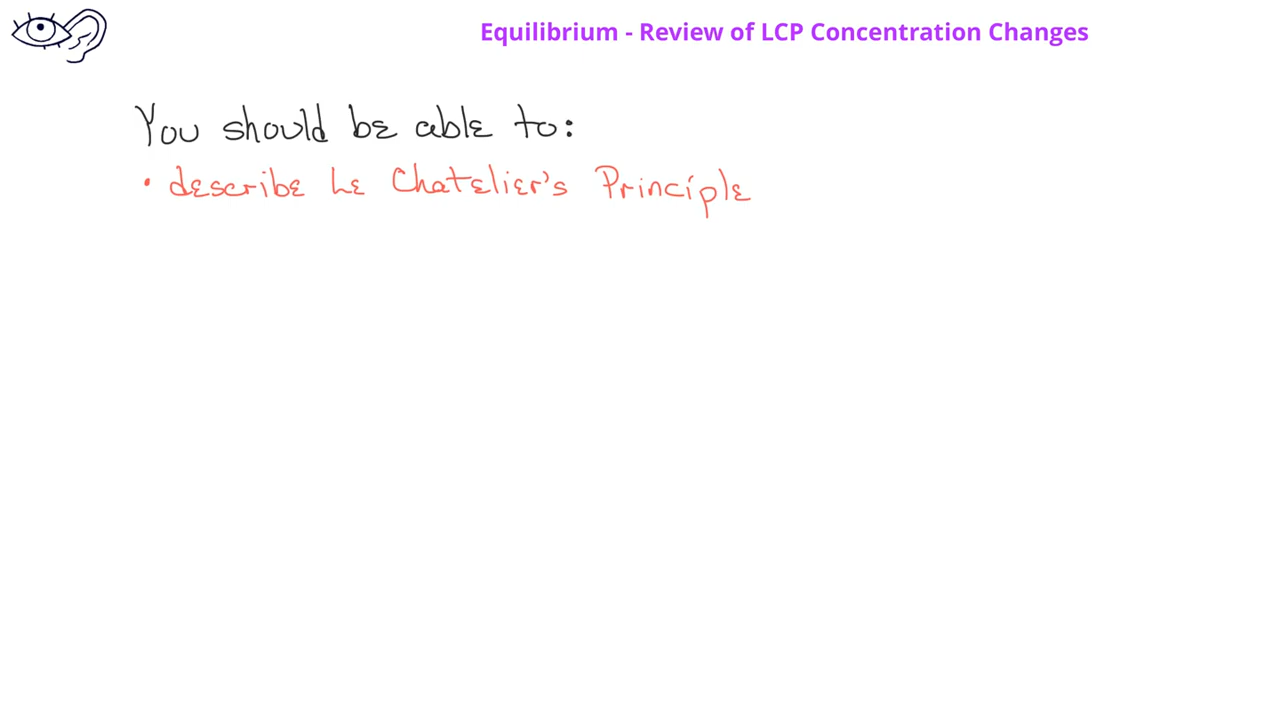 Equilibrium - Review of LCP Concentration Changes
You should be able to:
• describe Le Chatelier's Principle